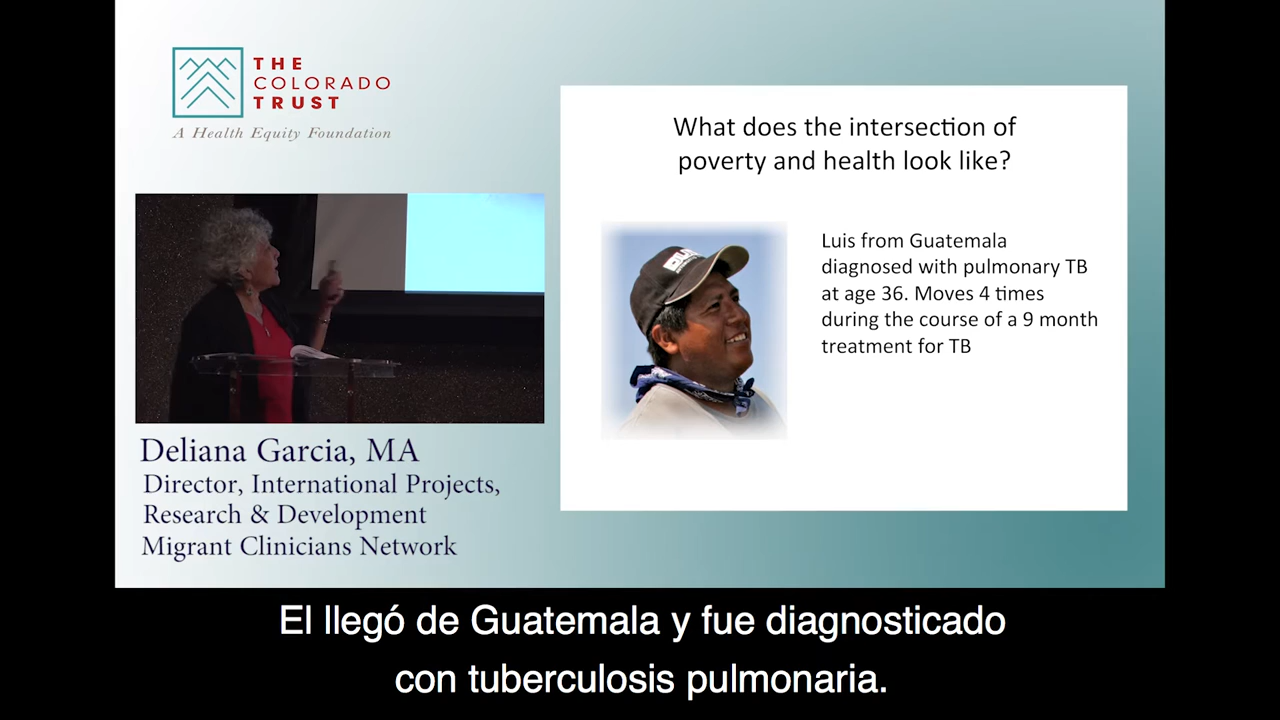 THE
COLORADO
TRUST
A Health Equity Foundation
What does the intersection of
poverty and health look like?
Luis from Guatemala
diagnosed with pulmonary TB
at age 36. Moves 4 times
during the course of a 9 month
treatment for TB
Deliana Garcia, MA
Director, International Projects,
Research & Development
Migrant Clinicians Network
El llegó de Guatemala y fue diagnosticado
con tuberculosis pulmonaria.